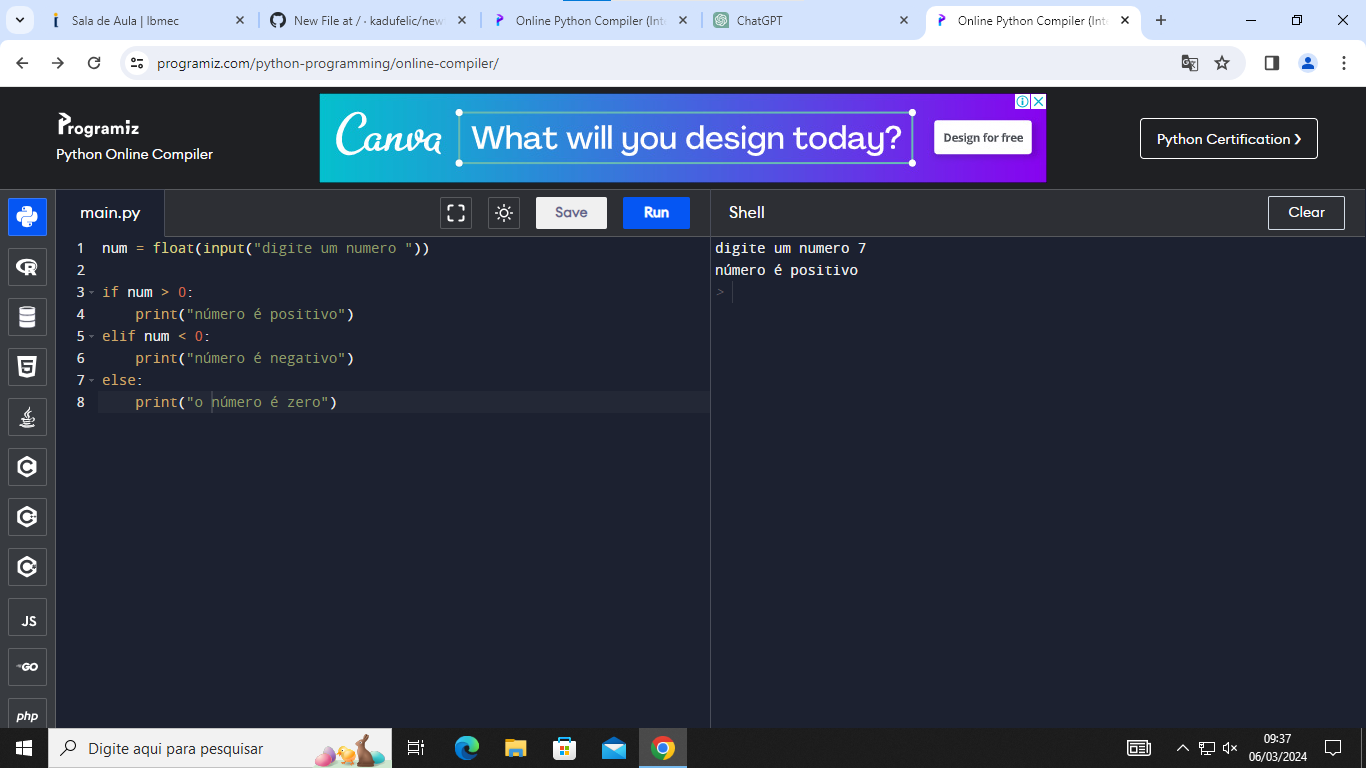 Sala de Aula | Ibmec
New File at / · kadufelic/new
Online Python Compiler (Inte
ChatGPT
Online Python Compiler (Inte
programiz.com/python-programming/online-compiler/
Programiz
Python Online Compiler
Canva
What will you design today?
Design for free
Python Certification ❯
main.py
Save
Run
Shell
Clear
1 num = float(input("digite um numero "))
2
3 if num > 0:
4 print("número é positivo")
5 elif num < 0:
6 print("número é negativo")
7 else:
8 print("o número é zero")
digite um numero 7
número é positivo
>
JS
GO
php
Digite aqui para pesquisar
09:37
06/03/2024